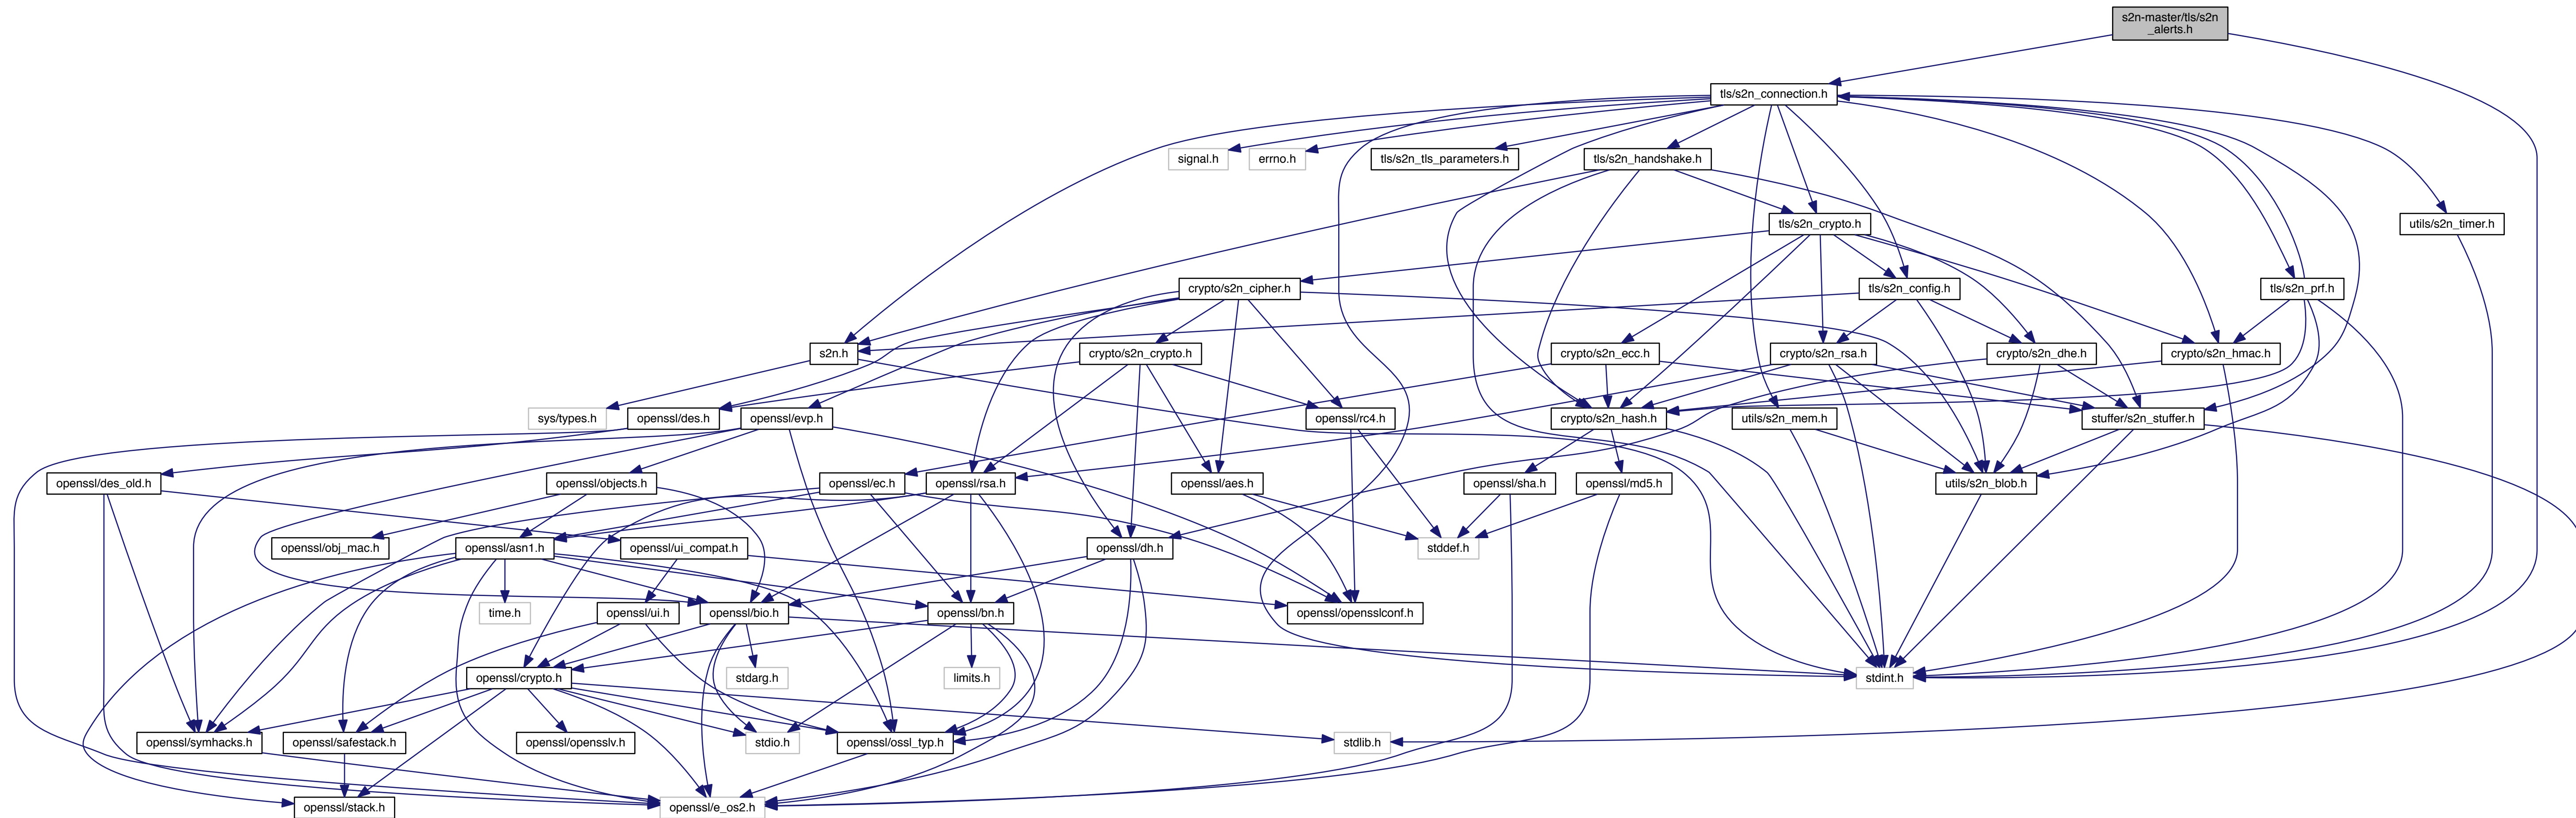 s2n-master/tls/s2n
_alerts.h
tls/s2n_connection.h
signal.h
errno.h
tls/s2n_tls_parameters.h
tls/s2n_handshake.h
tls/s2n_crypto.h
utils/s2n_timer.h
crypto/s2n_cipher.h
tls/s2n_config.h
tls/s2n_prf.h
s2n.h
crypto/s2n_crypto.h
crypto/s2n_ecc.h
crypto/s2n_rsa.h
crypto/s2n_dhe.h
crypto/s2n_hmac.h
sys/types.h
openssl/des.h
openssl/evp.h
openssl/rc4.h
crypto/s2n_hash.h
utils/s2n_mem.h
stuffer/s2n_stuffer.h
openssl/des_old.h
openssl/objects.h
openssl/ec.h
openssl/rsa.h
openssl/aes.h
openssl/sha.h
openssl/md5.h
utils/s2n_blob.h
openssl/obj_mac.h
openssl/asn1.h
openssl/ui_compat.h
openssl/dh.h
stddef.h
time.h
openssl/ui.h
openssl/bio.h
openssl/bn.h
openssl/opensslconf.h
openssl/crypto.h
stdarg.h
limits.h
stdint.h
openssl/symhacks.h
openssl/safestack.h
openssl/opensslv.h
stdio.h
openssl/ossl_typ.h
stdlib.h
openssl/stack.h
openssl/e_os2.h